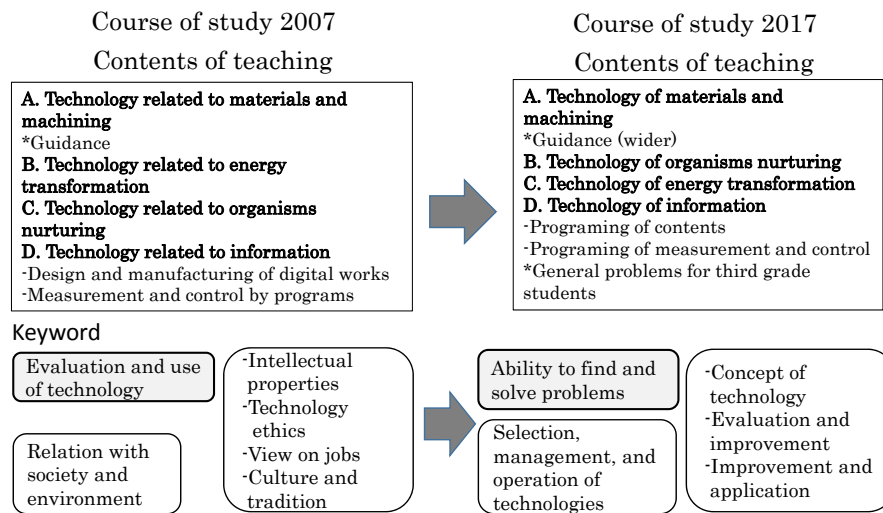 Course of study 2007
Contents of teaching
A. Technology related to materials and
machining
*Guidance
B. Technology related to energy
transformation
C. Technology related to organisms
nurturing
D. Technology related to information
-Design and manufacturing of digital works
-Measurement and control by programs
Course of study 2017
Contents of teaching
A. Technology of materials and
machining
*Guidance (wider)
B. Technology of organisms nurturing
C. Technology of energy transformation
D. Technology of information
-Programing of contents
-Programing of measurement and control
*General problems for third grade
students
Keyword
Evaluation and use
of technology
Relation with
society and
environment
-Intellectual
properties
-Technology
ethics
-View on jobs
-Culture and
tradition
Ability to find and
solve problems
Selection,
management, and
operation of
technologies
-Concept of
technology
-Evaluation and
improvement
-Improvement and
application